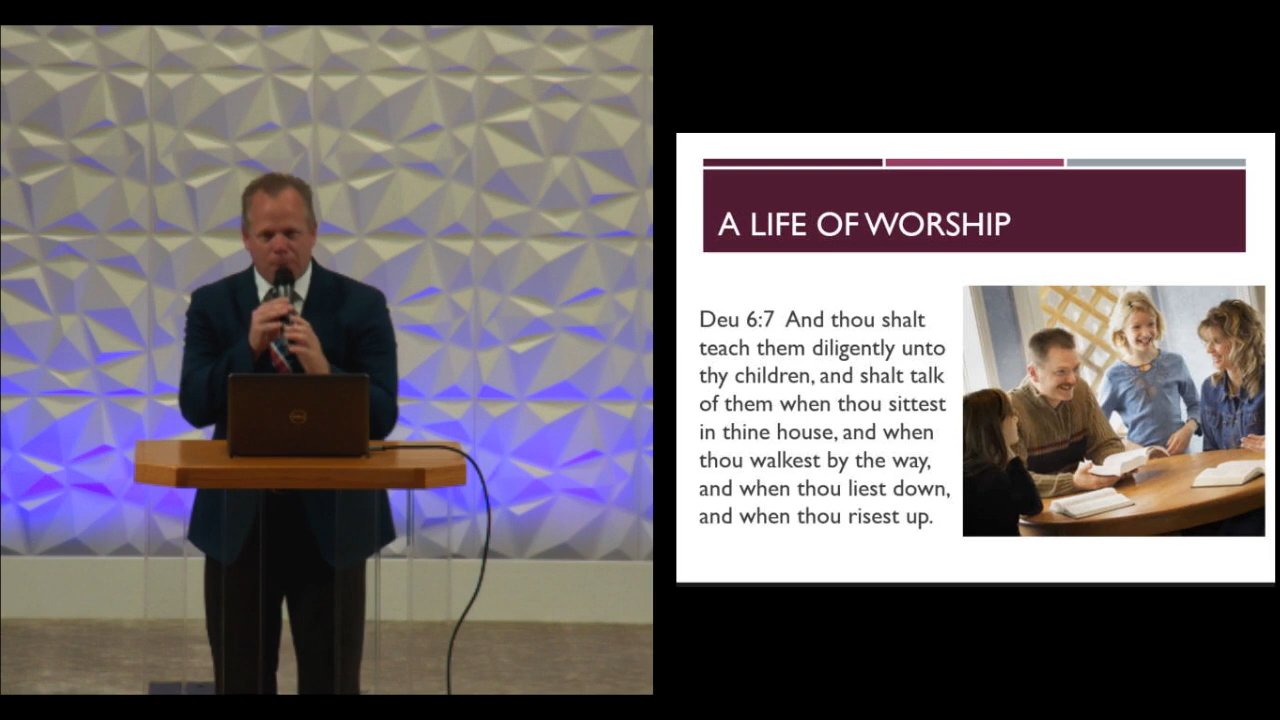 A LIFE OF WORSHIP
Deu 6:7 And thou shalt
teach them diligently unto
thy children, and shalt talk
of them when thou sittest
in thine house, and when
thou walkest by the way,
and when thou liest down,
and when thou risest up.
DELL